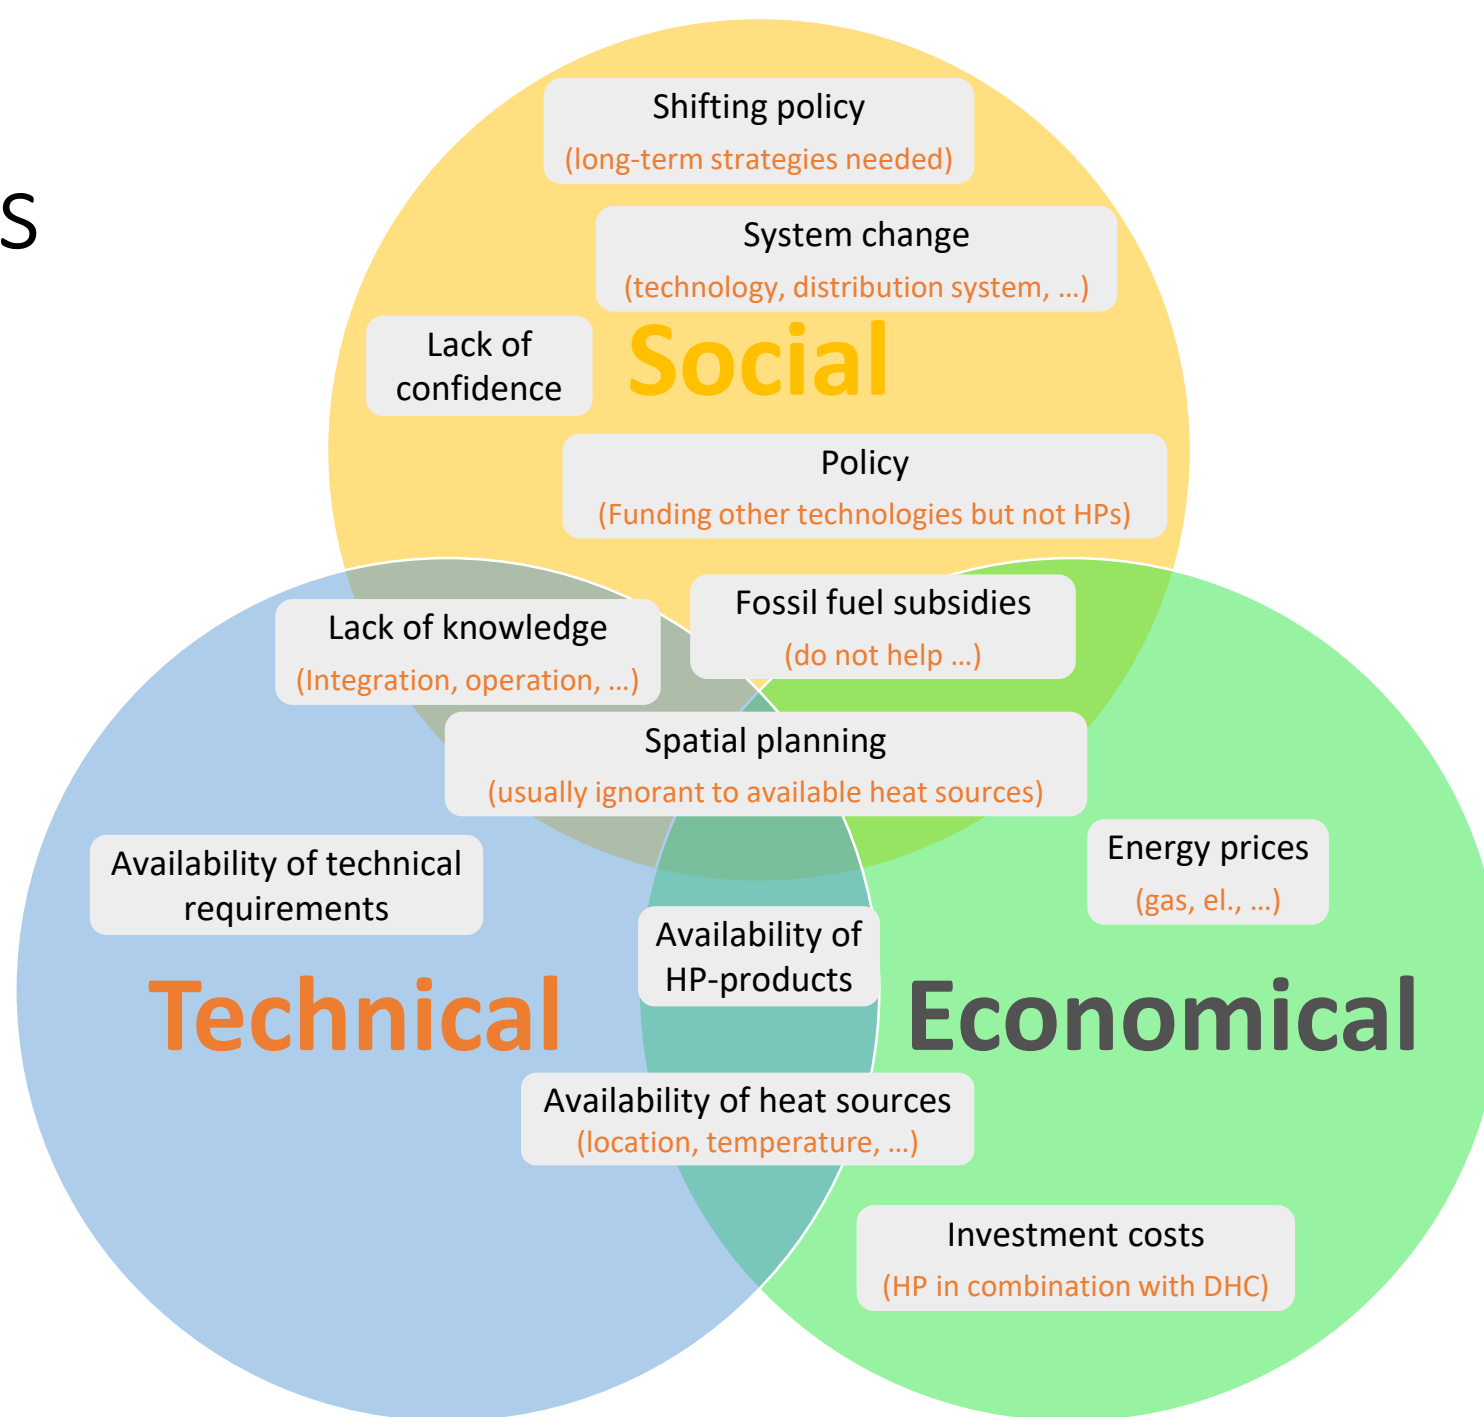 s
Shifting policy
(long-term strategies needed)
System change
(technology, distribution system, …)
Lack of
confidence
Social
Policy
(Funding other technologies but not HPs)
Fossil fuel subsidies
(do not help …)
Lack of knowledge
(Integration, operation, …)
Spatial planning
(usually ignorant to available heat sources)
Availability of technical
requirements
Energy prices
(gas, el., …)
Availability of
HP-products
Technical
Economical
Availability of heat sources
(location, temperature, …)
Investment costs
(HP in combination with DHC)